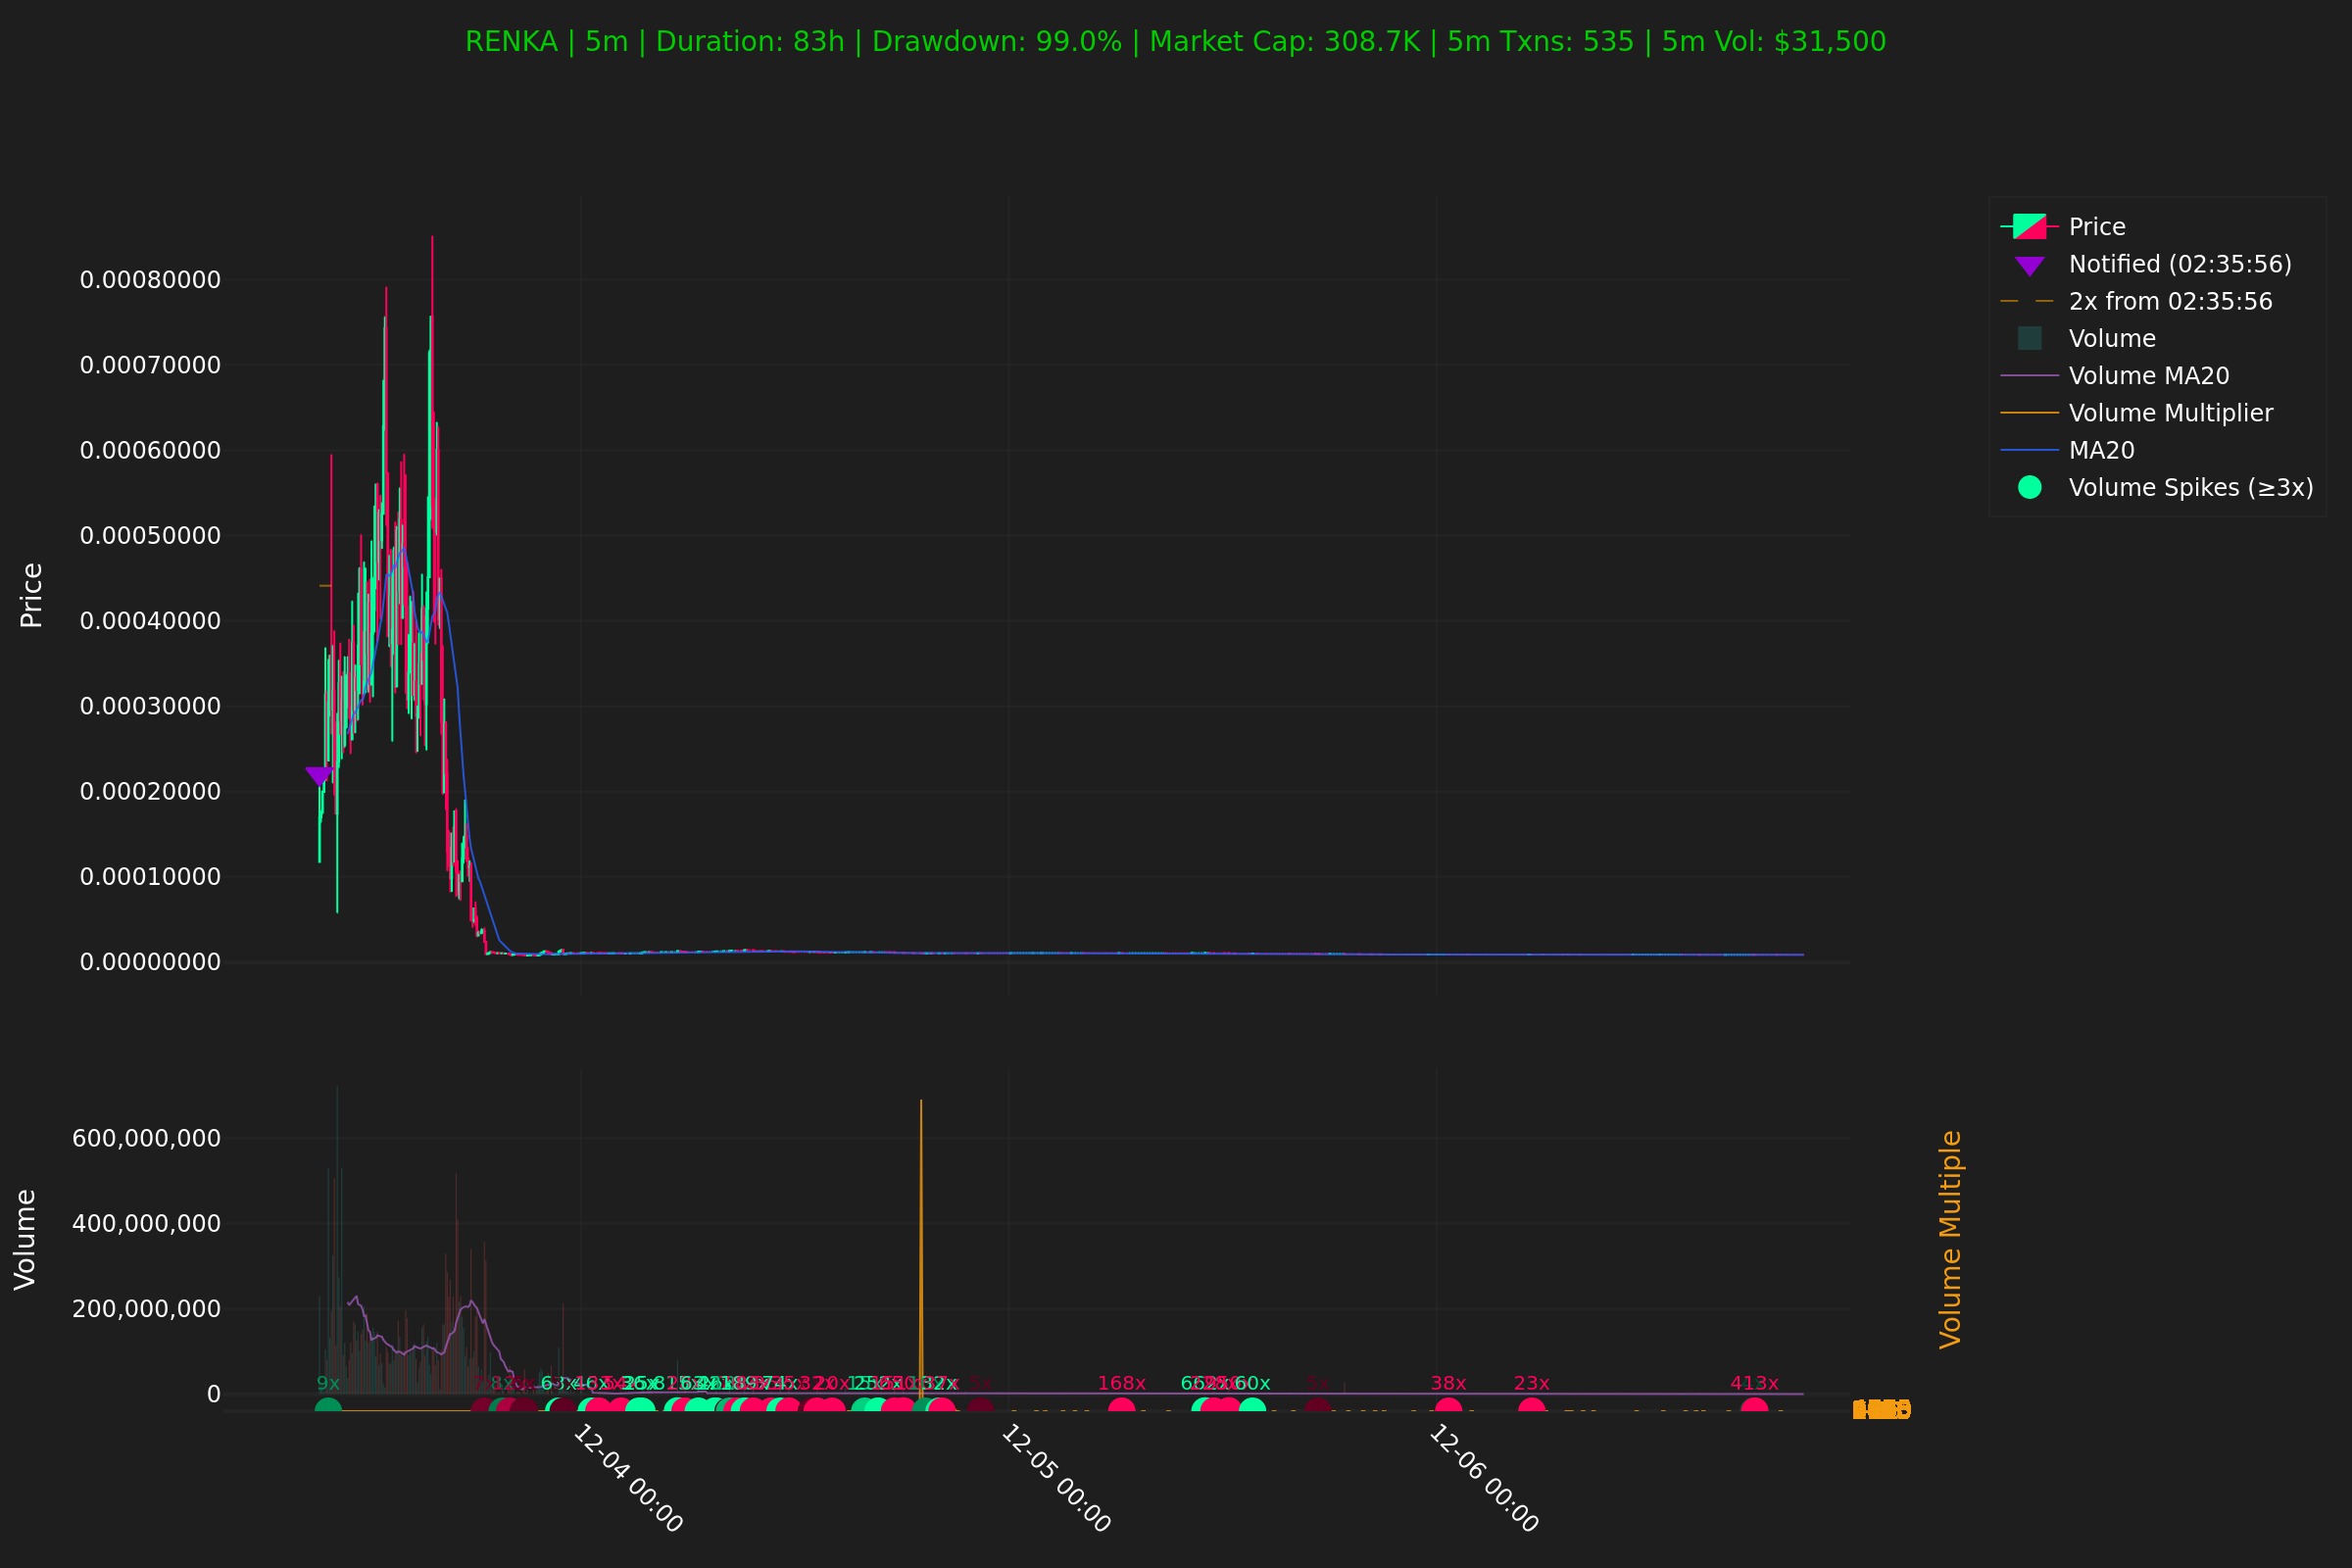 RENKA | 5m | Duration: 83h | Drawdown: 99.0% | Market Cap: 308.7K | 5m Txns: 535 | 5m Vol: $31,500
Price
Notified (02:35:56)
2x from 02:35:56
Volume
Volume MA20
Volume Multiplier
MA20
Volume Spikes (≥3x)
Price
0.00080000
0.00070000
0.00060000
0.00050000
0.00040000
0.00030000
0.00020000
0.00010000
0.00000000
Volume
600,000,000
400,000,000
200,000,000
0
Volume Multiple
9x
32x
168x
60x
38x
23x
413x
12-04 00:00
12-05 00:00
12-06 00:00